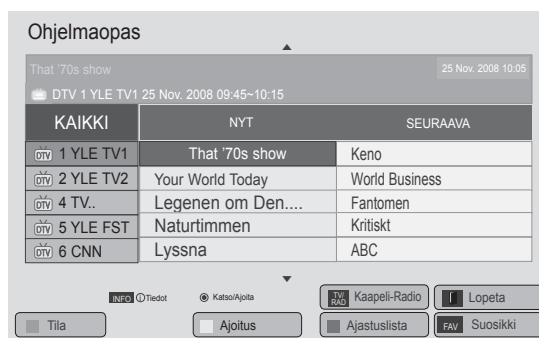 Ohjelmaopas
That '70s show 25 Nov. 2008 10:05
DTV 1 YLE TV1 25 Nov. 2008 09:45~10:15
KAIKKI NYT SEURAAVA
DTV 1 YLE TV1 That '70s show Keno
DTV 2 YLE TV2 Your World Today World Business
DTV 4 TV.. Legenen om Den.... Fantomen
DTV 5 YLE FST Naturtimmen Kritiskt
DTV 6 CNN Lyssna ABC
INFO i Tiedot Katso/Ajoita TV/RAD Kaapeli-Radio Lopeta
Tila Ajoitus Ajastuslista FAV Suosikki